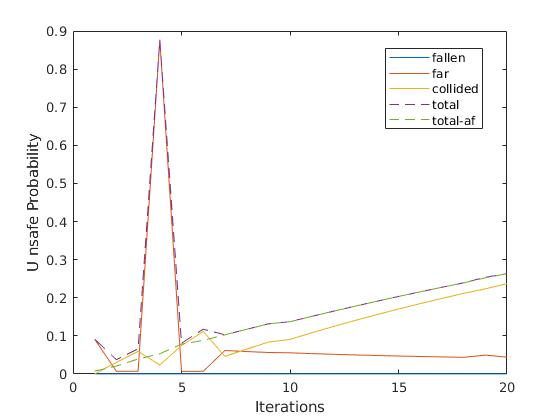 0.9
0.8
0.7
0.6
0.5
0.4
0.3
0.2
0.1
0
U nsafe Probability
fallen
far
collided
total
total-af
0 5 10 15 20
Iterations